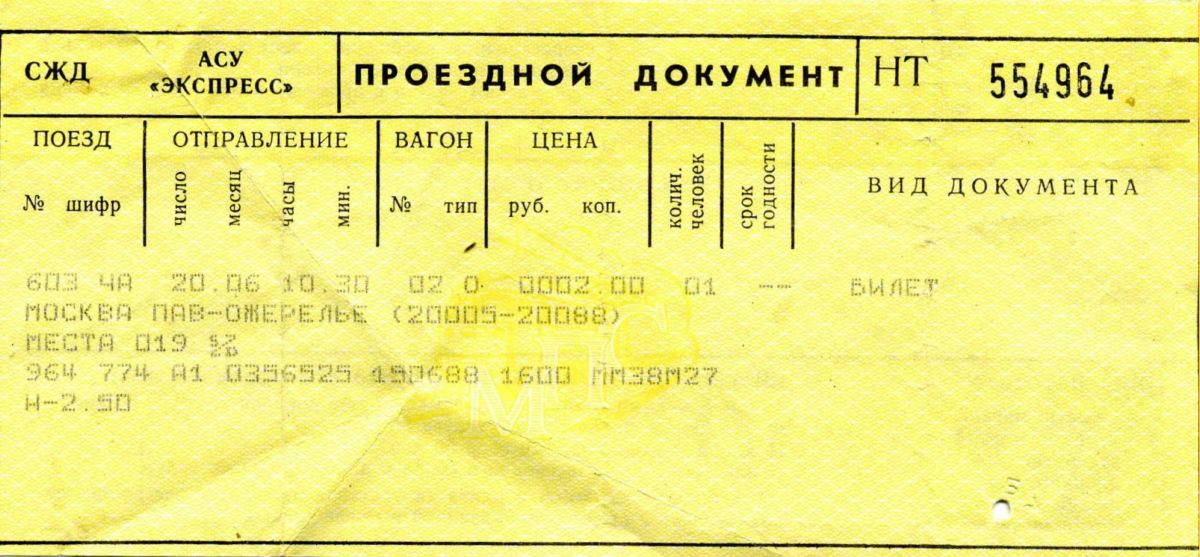 СЖД АСУ «ЭКСПРЕСС» ПРОЕЗДНОЙ ДОКУМЕНТ НТ 554964
ПОЕЗД ОТПРАВЛЕНИЕ ВАГОН ЦЕНА колич. человек срок годности ВИД ДОКУМЕНТА
№ шифр число месяц часы мин. № тип руб. коп.
603 ЧА 20.06 10.30 02 О 0002.00 01 -- БИЛЕТ
МОСКВА ПАВ-ОЖЕРЕЛЬЕ (20005-20088)
МЕСТА 019
964 774 А1 0356525 150688 1600 ММ38М27
Н-2.50
МПС